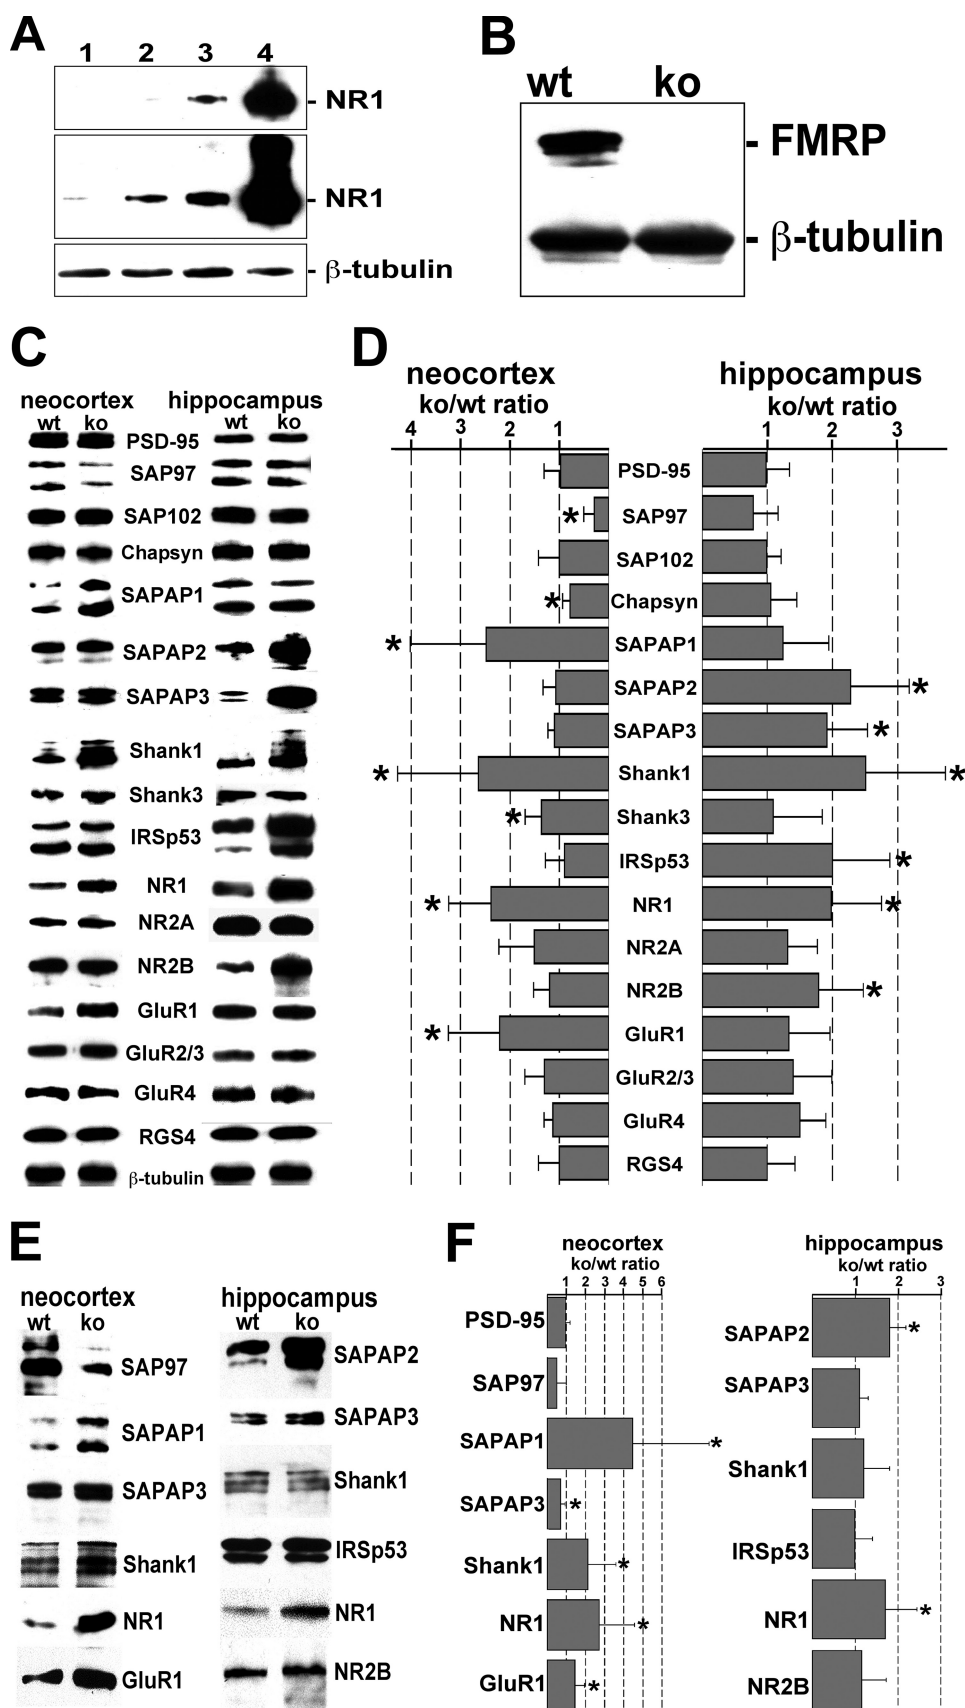 A
1 2 3 4
- NR1
- NR1
- β-tubulin
B
wt ko
- FMRP
- β-tubulin
C
neocortex hippocampus
wt ko wt ko
PSD-95
SAP97
SAP102
Chapsyn
SAPAP1
SAPAP2
SAPAP3
Shank1
Shank3
IRSp53
NR1
NR2A
NR2B
GluR1
GluR2/3
GluR4
RGS4
β-tubulin
D
neocortex hippocampus
ko/wt ratio ko/wt ratio
4 3 2 1 1 2 3
PSD-95
* SAP97
SAP102
* Chapsyn
* SAPAP1
SAPAP2 *
SAPAP3 *
* Shank1 *
* Shank3
IRSp53 *
* NR1 *
NR2A
NR2B *
* GluR1
GluR2/3
GluR4
RGS4
E
neocortex
wt ko
SAP97
SAPAP1
SAPAP3
Shank1
NR1
GluR1
hippocampus
wt ko
SAPAP2
SAPAP3
Shank1
IRSp53
NR1
NR2B
F
neocortex
ko/wt ratio
1 2 3 4 5 6
PSD-95
SAP97
SAPAP1 *
SAPAP3 *
Shank1 *
NR1 *
GluR1 *
hippocampus
ko/wt ratio
1 2 3
SAPAP2 *
SAPAP3
Shank1
IRSp53
NR1 *
NR2B